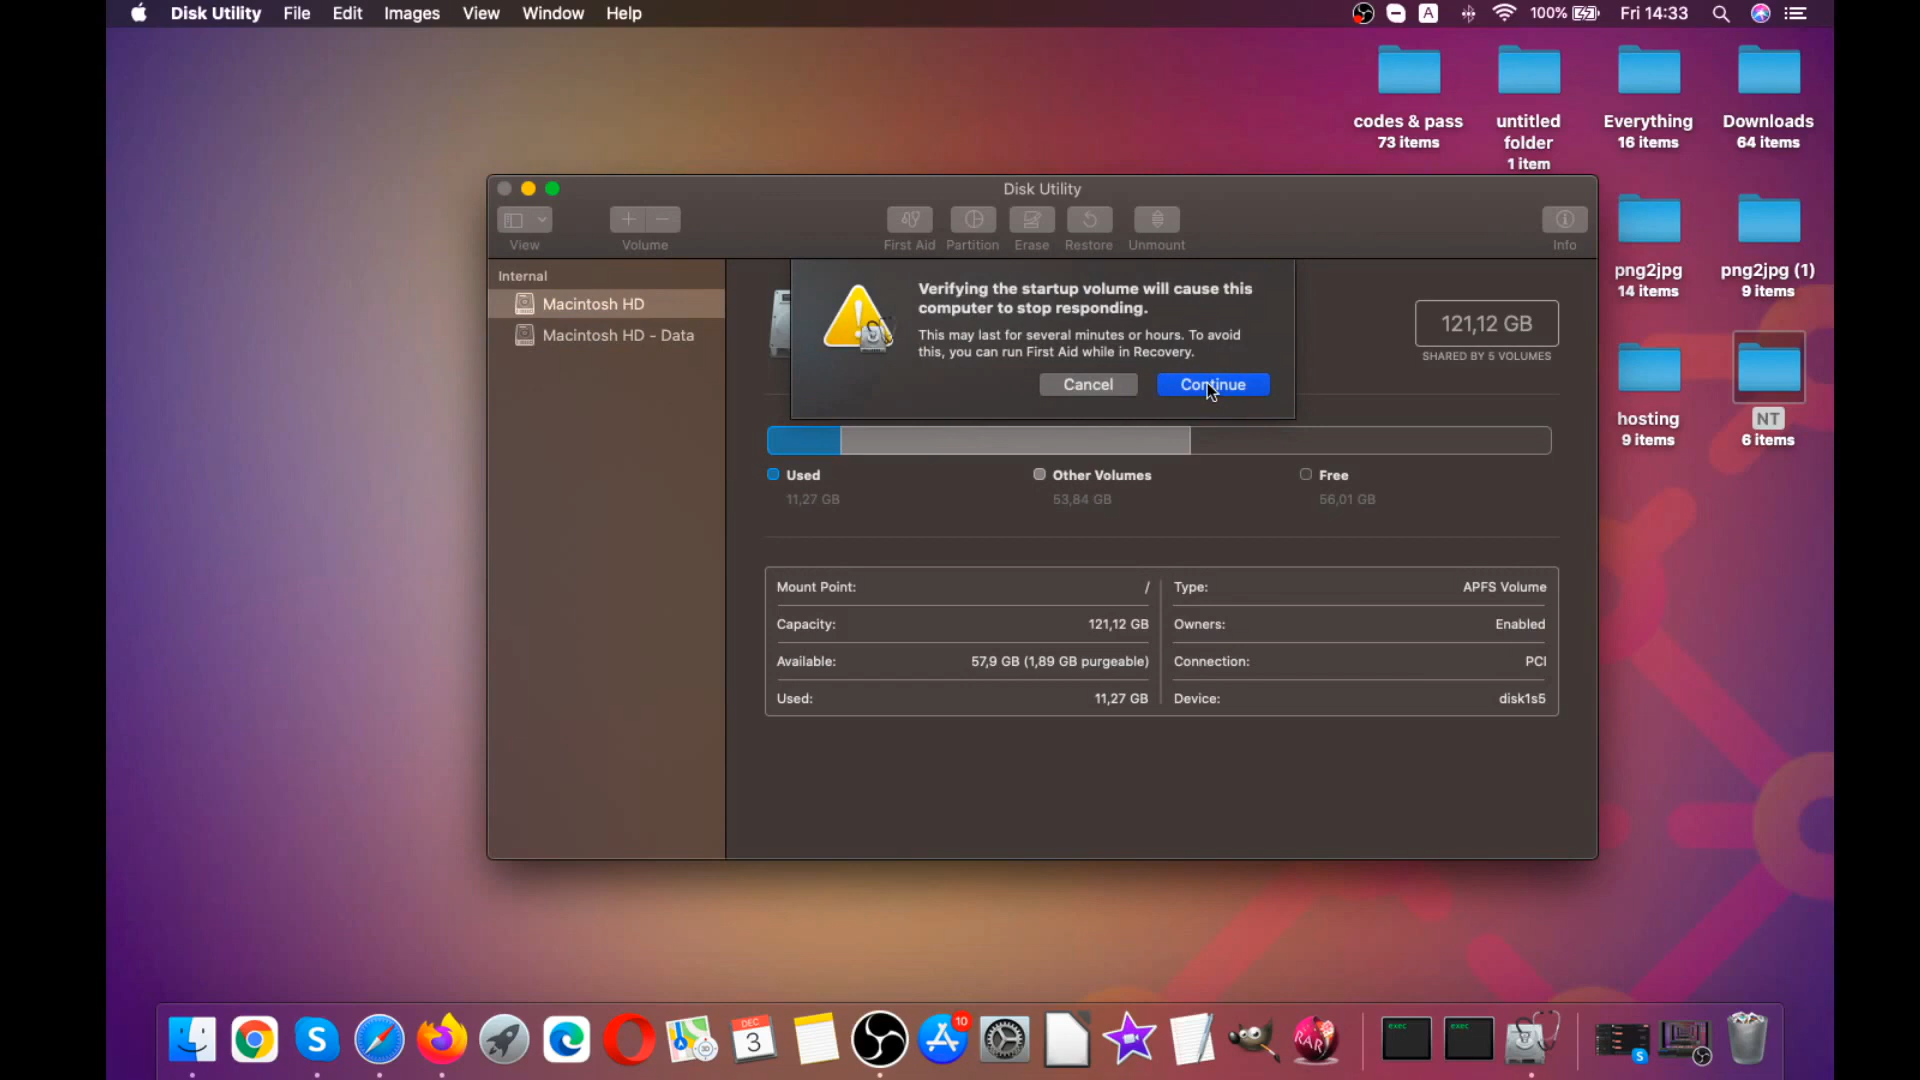 Disk Utility File Edit Images View Window Help
A 100% Fri 14:33
codes & pass
73 items
untitled
folder
1 item
Everything
16 items
Downloads
64 items
png2jpg
14 items
png2jpg (1)
9 items
hosting
9 items
NT
6 items
Disk Utility
View
Volume
First Aid Partition Erase Restore Unmount
Info
Internal
Macintosh HD
Macintosh HD - Data
Verifying the startup volume will cause this
computer to stop responding.
This may last for several minutes or hours. To avoid
this, you can run First Aid while in Recovery.
Cancel Continue
121,12 GB
SHARED BY 5 VOLUMES
Used
11,27 GB
Other Volumes
53,84 GB
Free
56,01 GB
Mount Point: /
Capacity: 121,12 GB
Available: 57,9 GB (1,89 GB purgeable)
Used: 11,27 GB
Type: APFS Volume
Owners: Enabled
Connection: PCI
Device: disk1s5
DEC
3
10
RAR
exec
exec